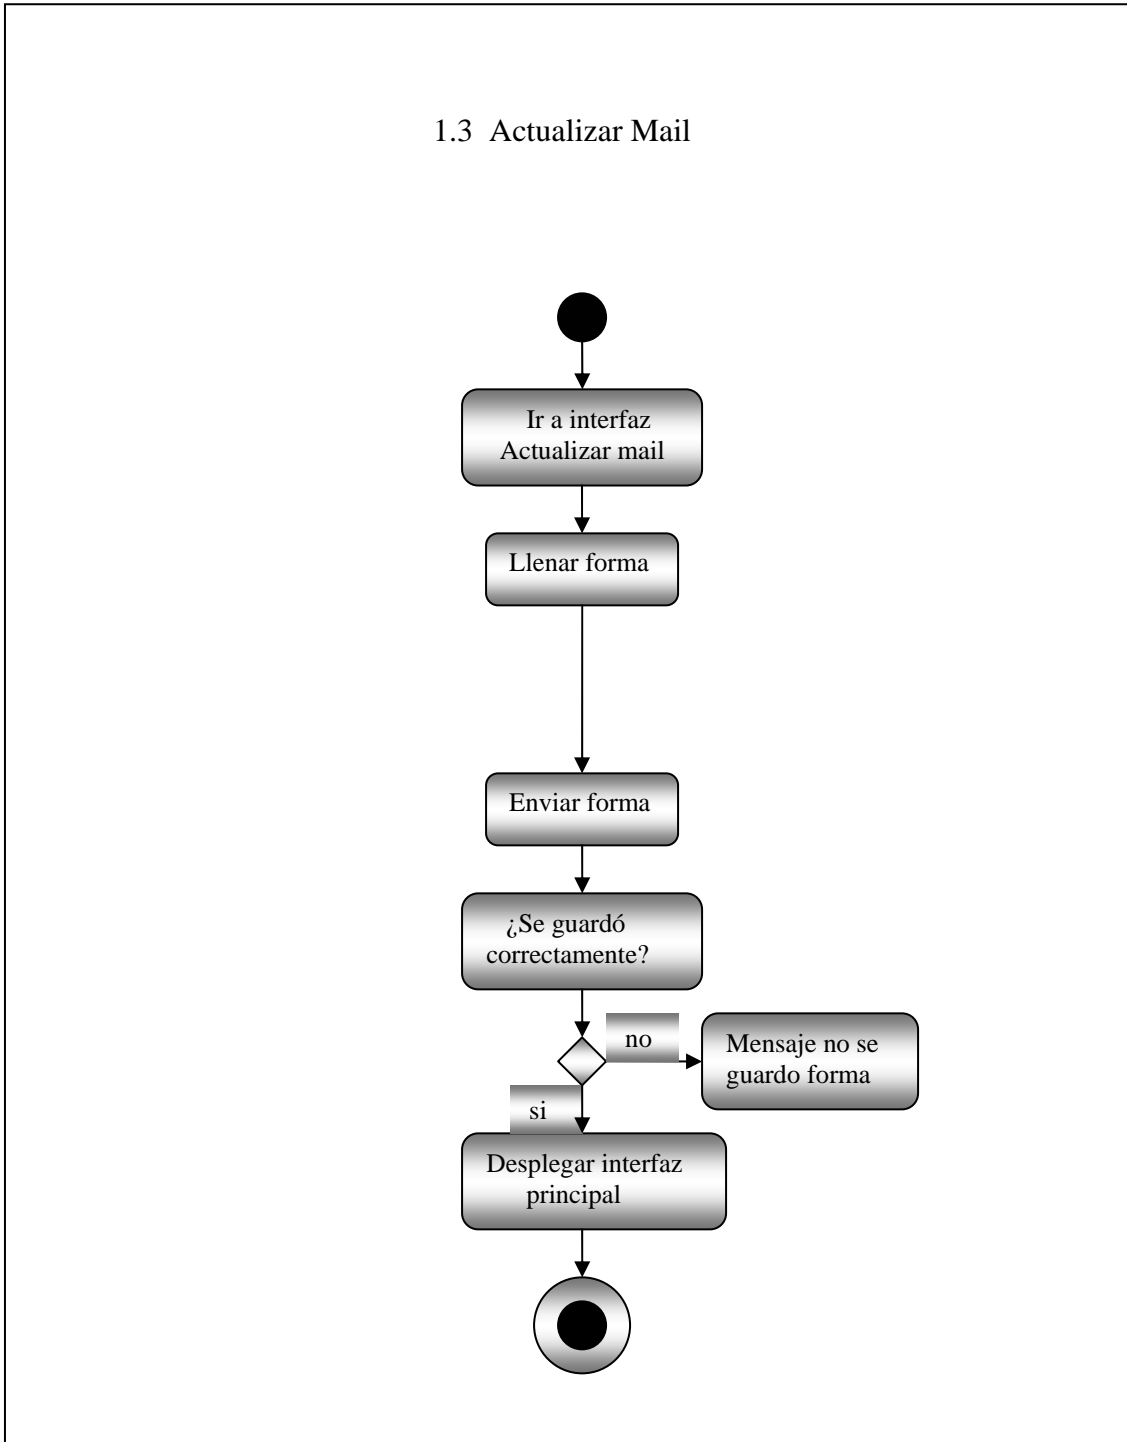 1.3 Actualizar Mail
Ir a interfaz
Actualizar mail
Llenar forma
Enviar forma
¿Se guardó
correctamente?
no
Mensaje no se
guardo forma
si
Desplegar interfaz
principal